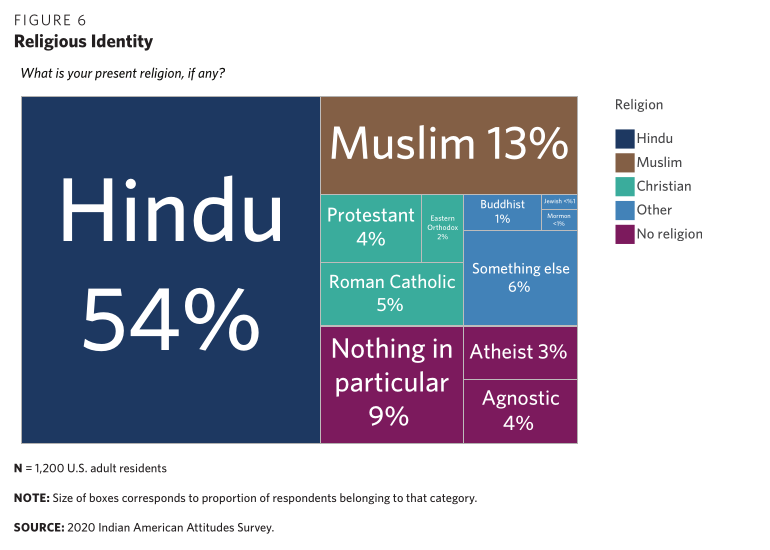 FIGURE 6
Religious Identity
What is your present religion, if any?
Hindu
54%
Muslim 13%
Protestant
4%
Eastern
Orthodox
2%
Roman Catholic
5%
Buddhist
1%
Jewish <%1
Mormon
<1%
Something else
6%
Nothing in
particular
9%
Atheist 3%
Agnostic
4%
Religion
Hindu
Muslim
Christian
Other
No religion
N = 1,200 U.S. adult residents
NOTE: Size of boxes corresponds to proportion of respondents belonging to that category.
SOURCE: 2020 Indian American Attitudes Survey.